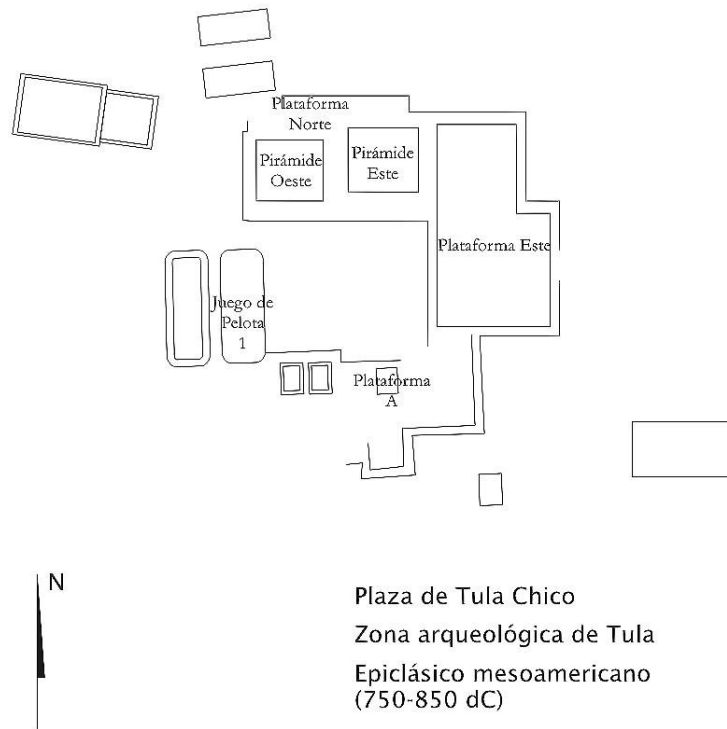 Plataforma
Norte
Pirámide
Oeste
Pirámide
Este
Plataforma Este
Juego de
Pelota
1
Plataforma
A
N
Plaza de Tula Chico
Zona arqueológica de Tula
Epiclásico mesoamericano
(750-850 dC)